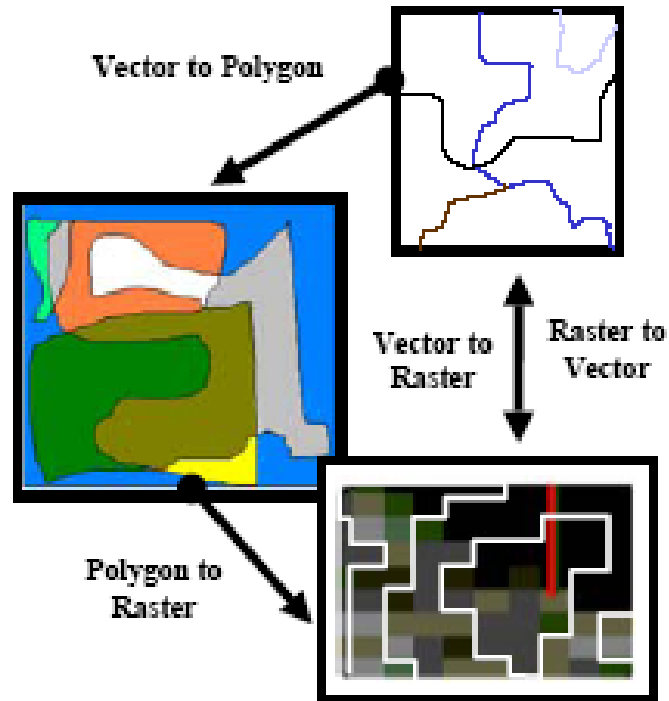 Vector to Polygon
Vector to
Raster
Raster to
Vector
Polygon to
Raster